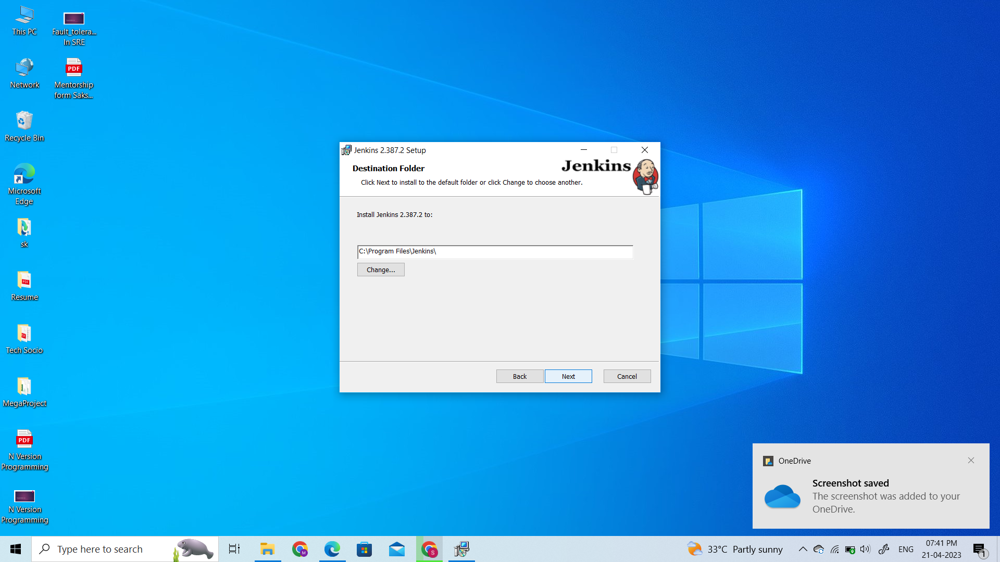 This PC
Fault_tolera...
In SRE
Network
PDF
Mentorship
form Saks...
Recycle Bin
Microsoft
Edge
sk
PDF
Resume
Tech Socio
MegaProject
PDF
N Version
Programming
N Version
Programming
Jenkins 2.387.2 Setup
Destination Folder
Jenkins
Click Next to install to the default folder or click Change to choose another.
Install Jenkins 2.387.2 to:
C:\Program Files\Jenkins\
Change...
Back
Next
Cancel
OneDrive
Screenshot saved
The screenshot was added to your
OneDrive.
Type here to search
M
S
33°C Partly sunny
ENG
07:41 PM
21-04-2023
1